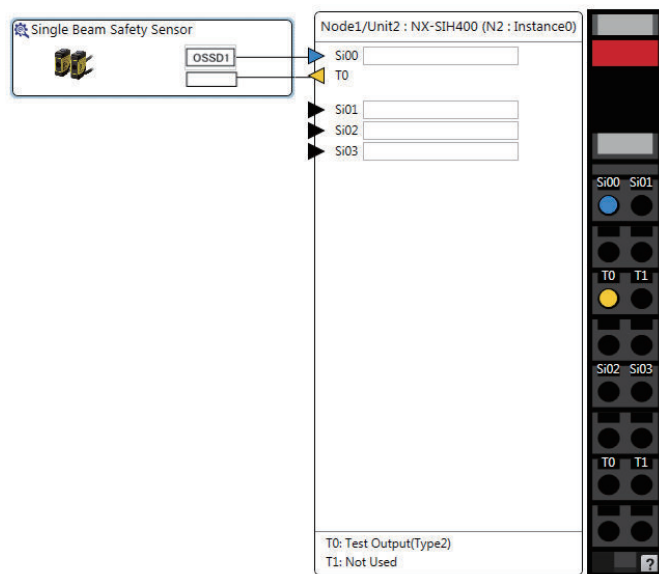 Single Beam Safety Sensor
OSSD1
Node1/Unit2 : NX-SIH400 (N2 : Instance0)
Si00
T0
Si01
Si02
Si03
T0: Test Output(Type2)
T1: Not Used
Si00 Si01
T0 T1
Si02 Si03
T0 T1
?